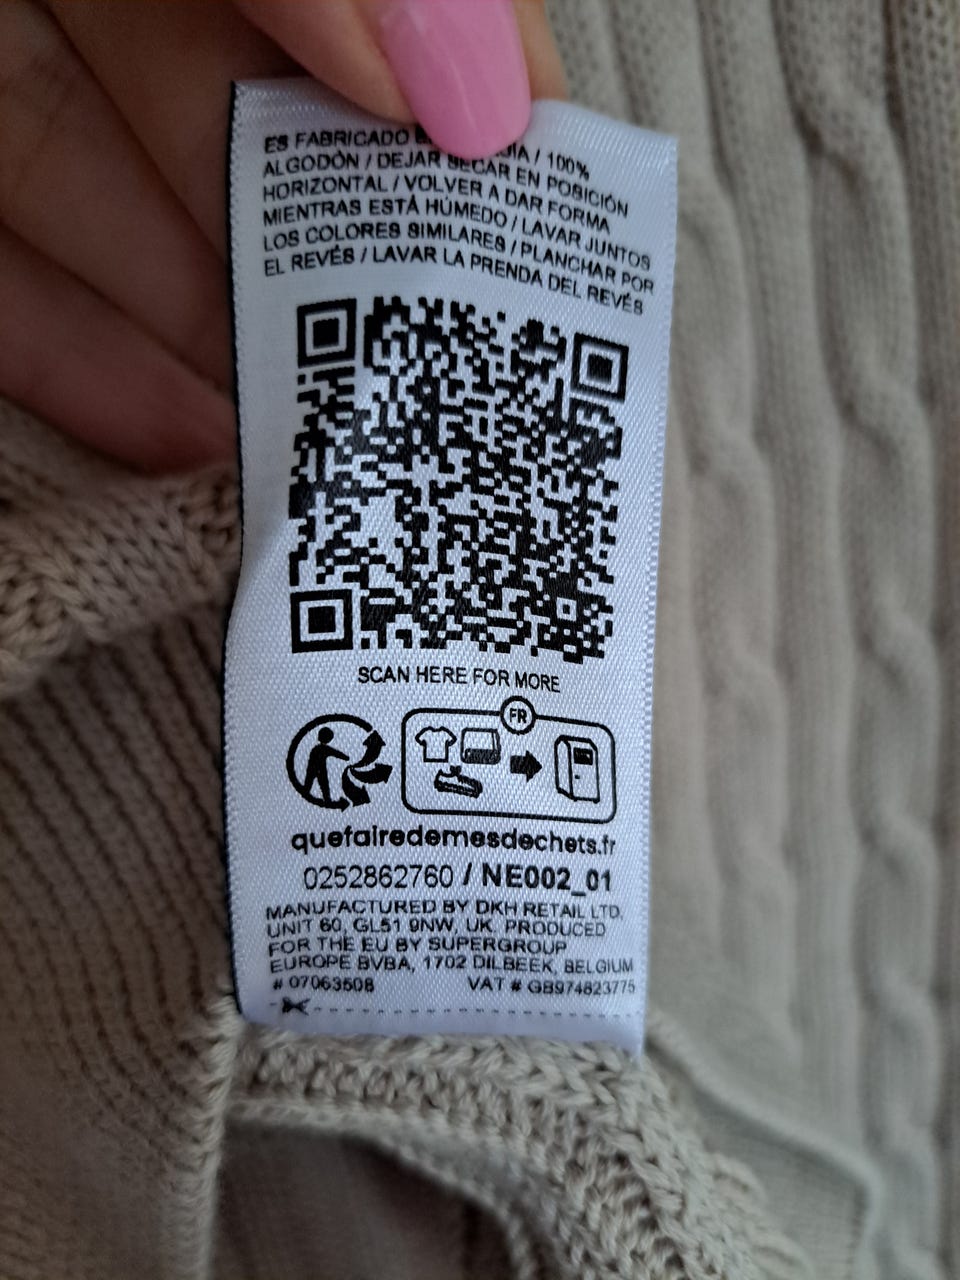 ES FABRICADO / 100%
ALGODÓN / DEJAR SECAR EN POSICIÓN
HORIZONTAL / VOLVER A DAR FORMA
MIENTRAS ESTÁ HÚMEDO / LAVAR JUNTOS
LOS COLORES SIMILARES / PLANCHAR POR
EL REVÉS / LAVAR LA PRENDA DEL REVÉS
SCAN HERE FOR MORE
FR
quefairedemesdechets.fr
0252862760 / NE002_01
MANUFACTURED BY DKH RETAIL LTD.
UNIT 60, GL51 9NW, UK. PRODUCED
FOR THE EU BY SUPERGROUP
EUROPE BVBA, 1702 DILBEEK, BELGIUM
# 07063508 VAT # GB974823775